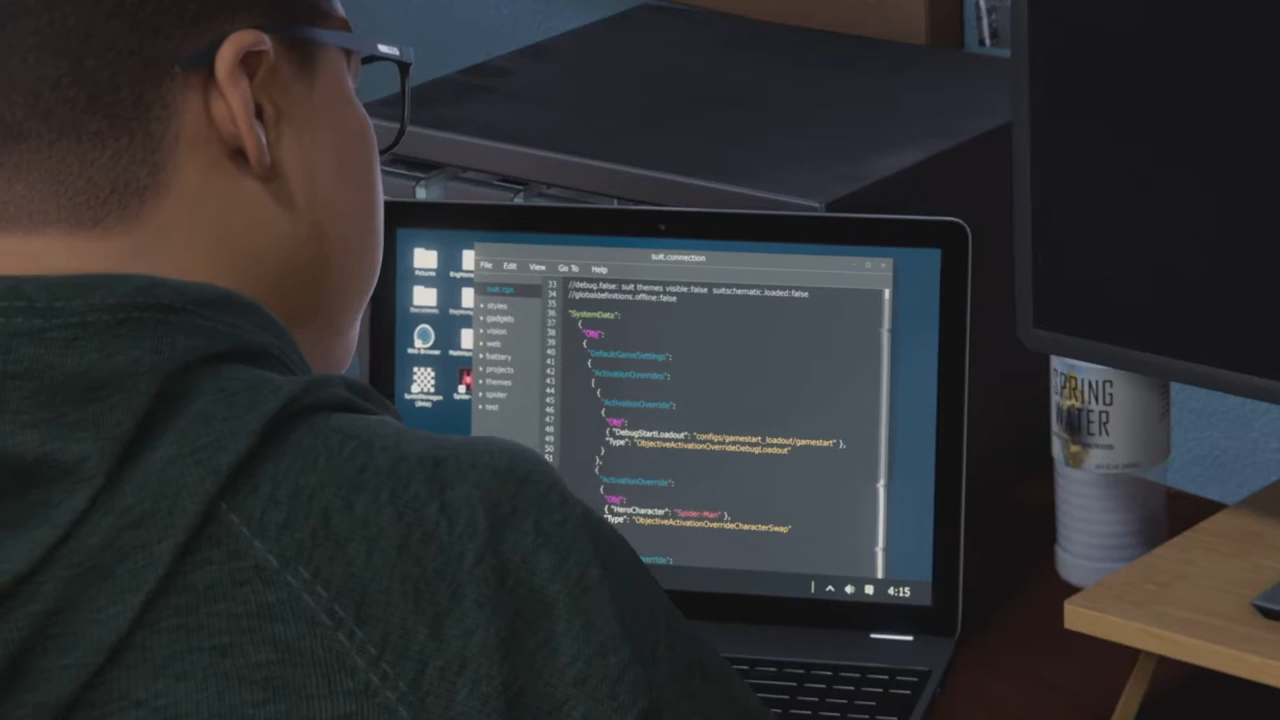 suit.connection
File Edit View Go To Help
Pictures
Documents
Web Browser
suit.rgs
styles
gadgets
vision
web
battery
projects
themes
spider
test
33 //debug.false: suit themes visible:false suitschematic.loaded:false
34 //globaldefinitions.offline:false
35
36 "SystemData":
37 {
38 "Obj":
39 {
40 "DefaultGameSettings":
41 {
42 "ActivationOverrides":
43 [
44 {
45 "ActivationOverride":
46 {
47 "Obj":
48 { "DebugStartLoadout": "configs/gamestart_loadout/gamestart" },
49 "Type": "ObjectiveActivationOverrideDebugLoadout"
50 }
51 },
{
"ActivationOverride":
{
"Obj":
{ "HeroCharacter": "Spider-Man" },
"Type": "ObjectiveActivationOverrideCharacterSwap"
4:15
SPRING
WATER